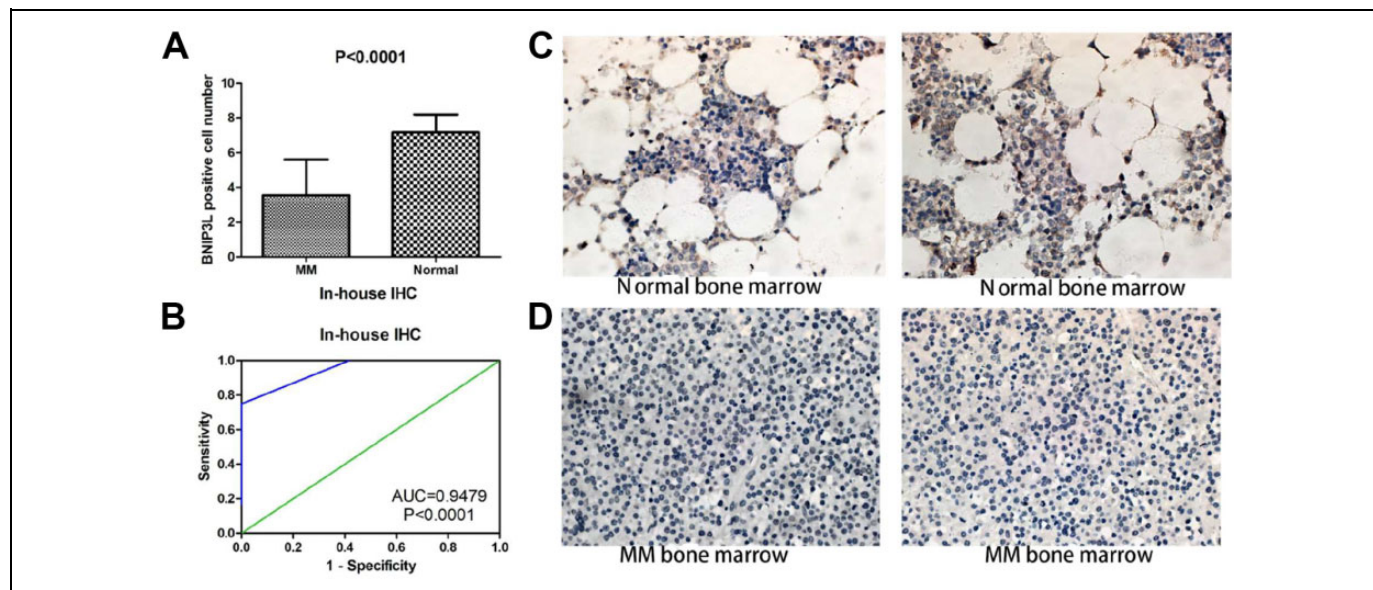 A
P<0.0001
BNIP3L positive cell number
10
8
6
4
2
0
MM
Normal
In-house IHC
B
In-house IHC
Sensitivity
1.0
0.8
0.6
0.4
0.2
0.0
0.0
0.2
0.4
0.6
0.8
1.0
AUC=0.9479
P<0.0001
1 - Specificity
C
Normal bone marrow
Normal bone marrow
D
MM bone marrow
MM bone marrow